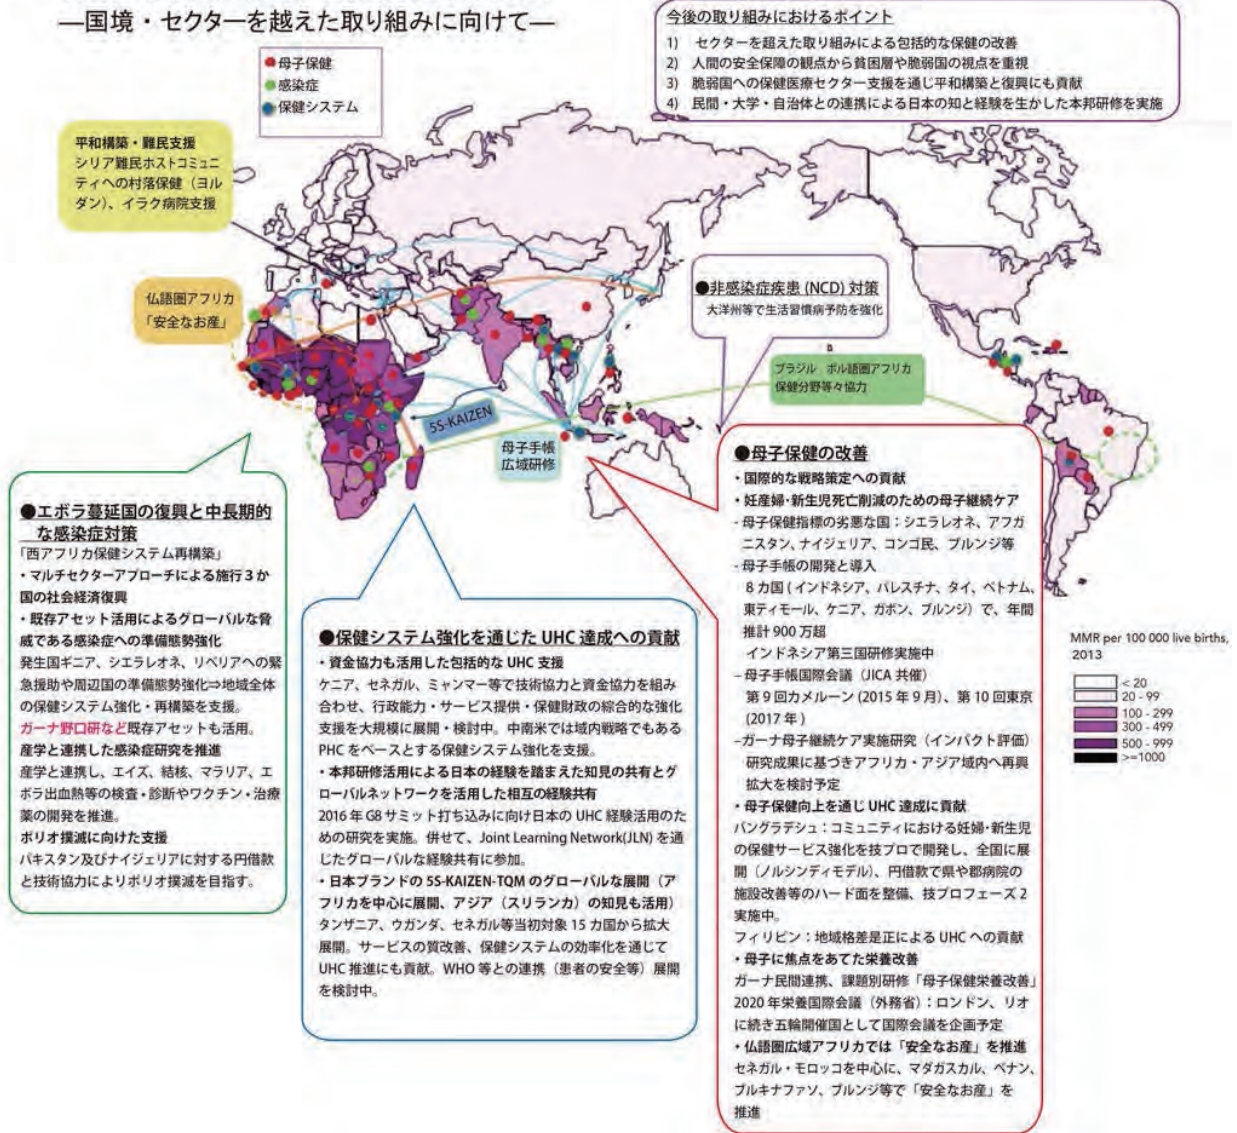 ―国境・セクターを越えた取り組みに向けて―
今後の取り組みにおけるポイント
1) セクターを超えた取り組みによる包括的な保健の改善
2) 人間の安全保障の観点から貧困層や脆弱国の視点を重視
3) 脆弱国への保健医療セクター支援を通じ平和構築と復興にも貢献
4) 民間・大学・自治体との連携による日本の知と経験を生かした本邦研修を実施
母子保健
感染症
保健システム
平和構築・難民支援
シリア難民ホストコミュニ
ティへの村落保健（ヨル
ダン）、イラク病院支援
仏語圏アフリカ
「安全なお産」
●非感染症疾患 (NCD) 対策
大洋州等で生活習慣病予防を強化
ブラジル ポル語圏アフリカ
保健分野等々協力
5S-KAIZEN
母子手帳
広域研修
●エボラ蔓延国の復興と中長期的
な感染症対策
「西アフリカ保健システム再構築」
・マルチセクターアプローチによる施行３か
国の社会経済復興
・既存アセット活用によるグローバルな脅
威である感染症への準備態勢強化
発生国ギニア、シエラレオネ、リベリアへの緊
急援助や周辺国の準備態勢強化⇒地域全体
の保健システム強化・再構築を支援。
ガーナ野口研など既存アセットも活用。
産学と連携した感染症研究を推進
産学と連携し、エイズ、結核、マラリア、エ
ボラ出血熱等の検査・診断やワクチン・治療
薬の開発を推進。
ポリオ撲滅に向けた支援
パキスタン及びナイジェリアに対する円借款
と技術協力によりポリオ撲滅を目指す。
●保健システム強化を通じた UHC 達成への貢献
・資金協力も活用した包括的な UHC 支援
ケニア、セネガル、ミャンマー等で技術協力と資金協力を組み
合わせ、行政能力・サービス提供・保健財政の綜合的な強化
支援を大規模に展開・検討中。中南米では域内戦略でもある
PHC をベースとする保健システム強化を支援。
・本邦研修活用による日本の経験を踏まえた知見の共有とグ
ローバルネットワークを活用した相互の経験共有
2016 年 G8 サミット打ち込みに向け日本の UHC 経験活用のた
めの研究を実施。併せて、Joint Learning Network(JLN) を通
じたグローバルな経験共有に参加。
・日本ブランドの 5S-KAIZEN-TQM のグローバルな展開（ア
フリカを中心に展開、アジア（スリランカ）の知見も活用）
タンザニア、ウガンダ、セネガル等当初対象 15 カ国から拡大
展開。サービスの質改善、保健システムの効率化を通じて
UHC 推進にも貢献。WHO 等との連携（患者の安全等）展開
を検討中。
●母子保健の改善
・国際的な戦略策定への貢献
・妊産婦・新生児死亡削減のための母子継続ケア
- 母子保健指標の劣悪な国：シエラレオネ、アフガ
ニスタン、ナイジェリア、コンゴ民、ブルンジ等
- 母子手帳の開発と導入
8 カ国 ( インドネシア、パレスチナ、タイ、ベトナム、
東ティモール、ケニア、ガボン、ブルンジ）で、年間
推計 900 万超
インドネシア第三国研修実施中
– 母子手帳国際会議（JICA 共催）
第 9 回カメルーン (2015 年 9 月)、第 10 回東京
(2017 年 )
–ガーナ母子継続ケア実施研究（インパクト評価）
研究成果に基づきアフリカ・アジア域内へ再興
拡大を検討予定
・母子保健向上を通じ UHC 達成に貢献
バングラデシュ：コミュニティにおける妊婦・新生児
の保健サービス強化を技プロで開発し、全国に展
開（ノルシンディモデル）、円借款で県や郡病院の
施設改善等のハード面を整備、技プロフェーズ 2
実施中。
フィリピン：地域格差是正による UHC への貢献
・母子に焦点をあてた栄養改善
ガーナ民間連携、課題別研修「母子保健栄養改善」
2020 年栄養国際会議（外務省）：ロンドン、リオ
に続き五輪開催国として国際会議を企画予定
・仏語圏広域アフリカでは「安全なお産」を推進
セネガル・モロッコを中心に、マダガスカル、ベナン、
ブルキナファソ、ブルンジ等で「安全なお産」を
推進
MMR per 100 000 live births,
2013
< 20
20 - 99
100 - 299
300 - 499
500 - 999
>=1000